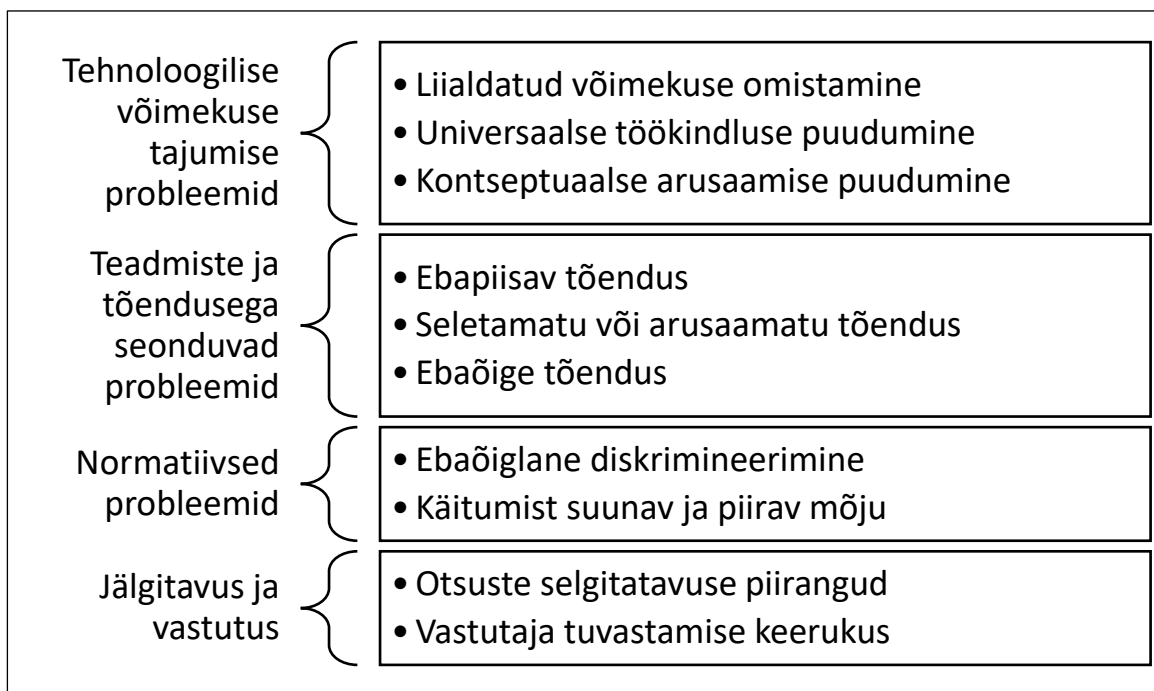 Tehnoloogilise
võimekuse
tajumise
probleemid
• Liialdatud võimekuse omistamine
• Universaalse töökindluse puudumine
• Kontseptuaalse arusaamise puudumine
Teadmiste ja
tõendusega
seonduvad
probleemid
• Ebapiisav tõendus
• Seletamatu või arusaamatu tõendus
• Ebaõige tõendus
Normatiivsed
probleemid
• Ebaõiglane diskrimineerimine
• Käitumist suunav ja piirav mõju
Jälgitavus ja
vastutus
• Otsuste selgitatavuse piirangud
• Vastutaja tuvastamise keerukus